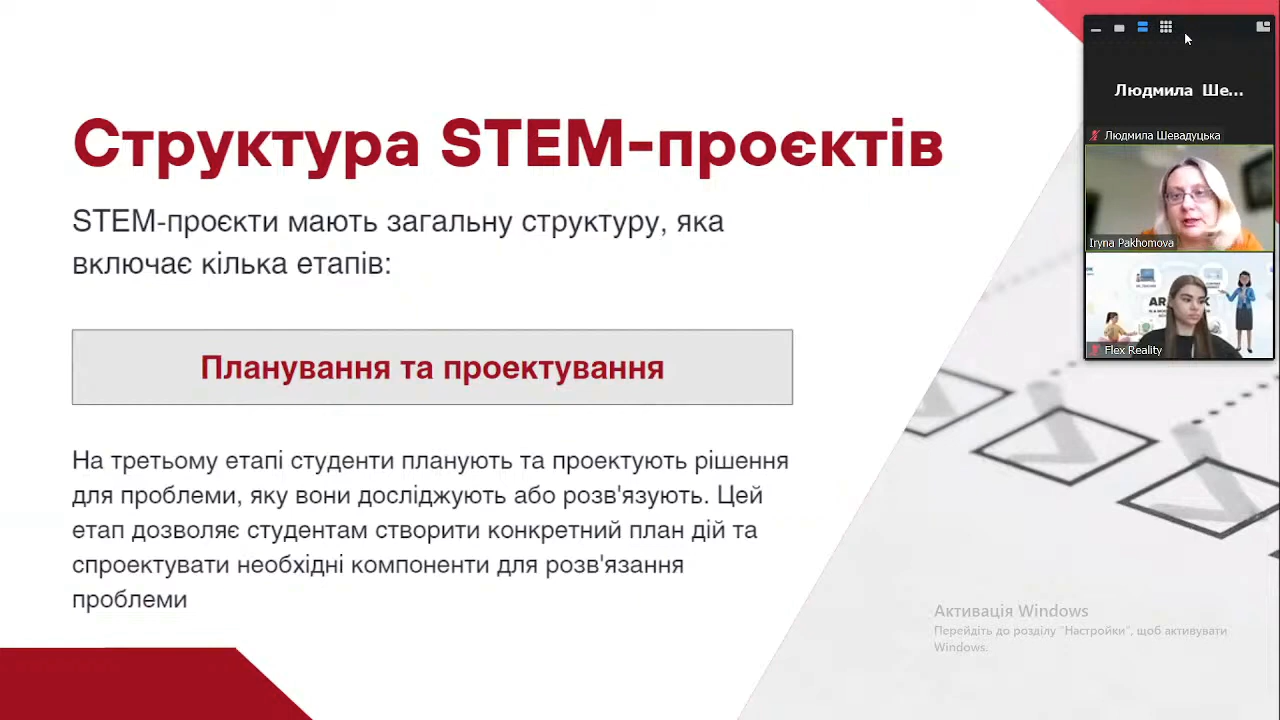 Структура STEM-проєктів
STEM-проєкти мають загальну структуру, яка
включає кілька етапів:
Планування та проектування
На третьому етапі студенти планують та проектують рішення
для проблеми, яку вони досліджують або розв'язують. Цей
етап дозволяє студентам створити конкретний план дій та
спроектувати необхідні компоненти для розв'язання
проблеми
Людмила Ше...
Людмила Шевадуцька
Iryna Pakhomova
Flex Reality
Активація Windows
Перейдіть до розділу "Настройки", щоб активувати
Windows.